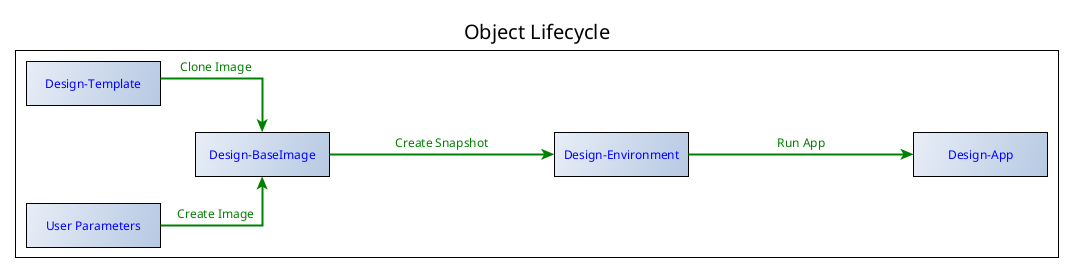 Object Lifecycle
Design-Template
Clone Image
Design-BaseImage
Create Snapshot
Design-Environment
Run App
Design-App
User Parameters
Create Image